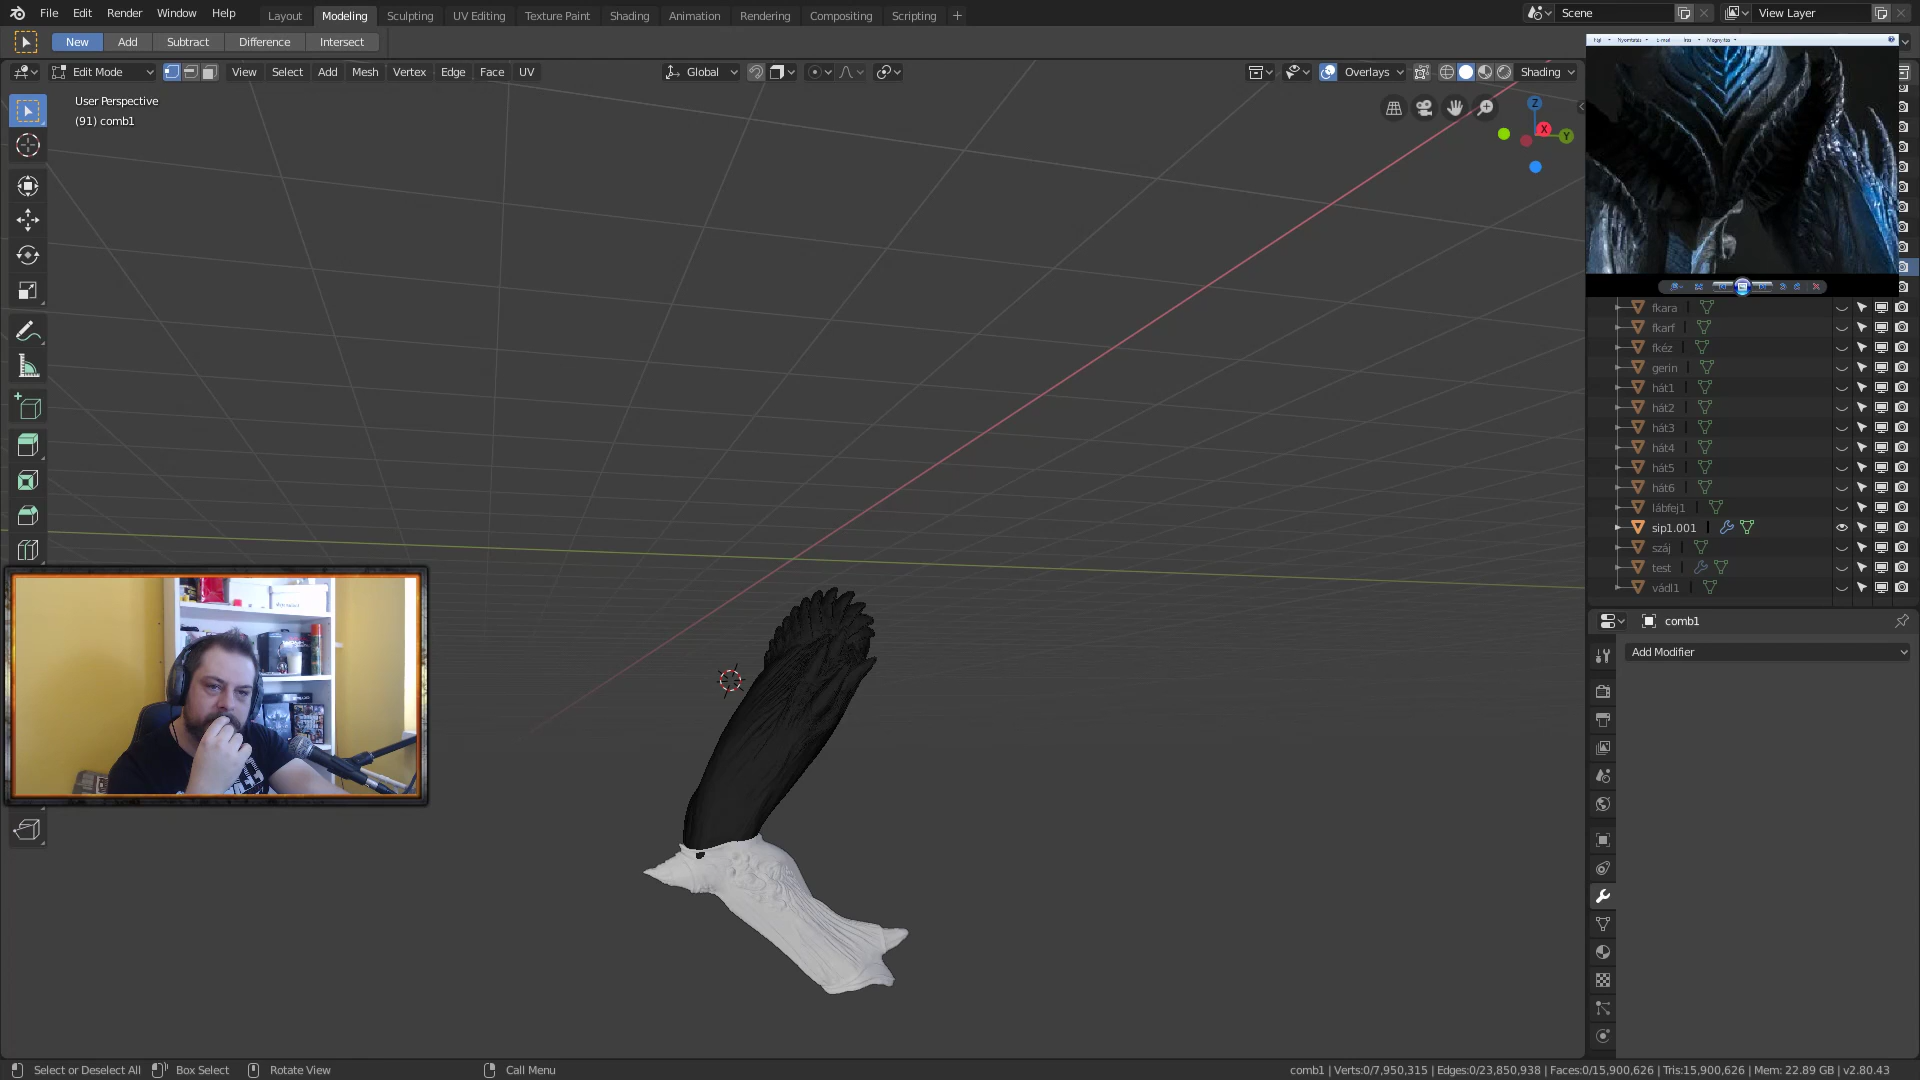 File Edit Render Window Help Layout Modeling Sculpting UV Editing Texture Paint Shading Animation Rendering Compositing Scripting + Scene View Layer
New Add Subtract Difference Intersect
Edit Mode View Select Add Mesh Vertex Edge Face UV Global Overlays Shading
User Perspective
(91) comb1
Z
X
Y
fkara
fkarf
fkéz
gerin
hát1
hát2
hát3
hát4
hát5
hát6
lábfej1
sip1.001
száj
test
vádl1
comb1
Add Modifier
Select or Deselect All Box Select Rotate View Call Menu comb1 | Verts:0/7,950,315 | Edges:0/23,850,938 | Faces:0/15,900,626 | Tris:15,900,626 | Mem: 22.89 GB | v2.80.43